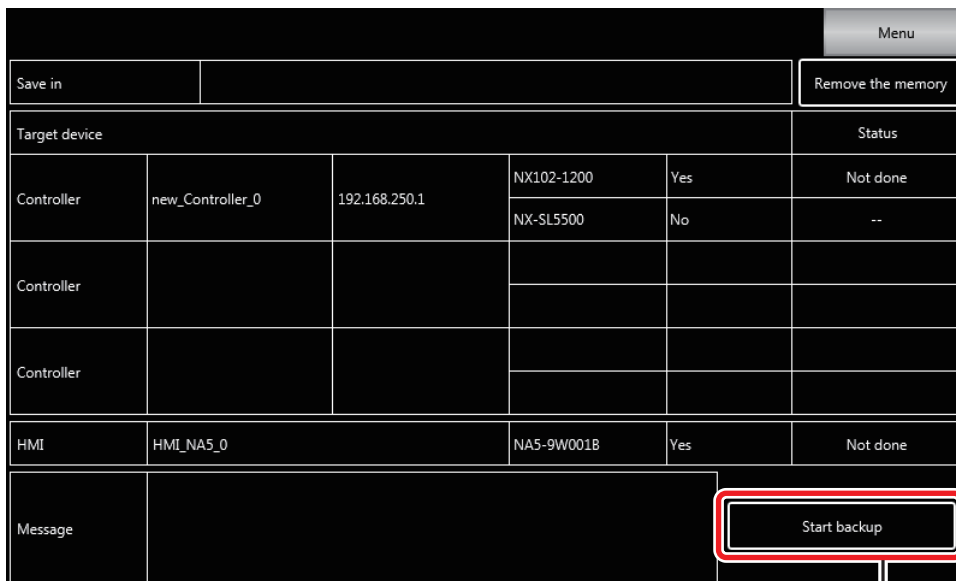 Menu
Save in
Remove the memory
Target device Status
Controller new_Controller_0 192.168.250.1 NX102-1200 Yes Not done
NX-SL5500 No --
Controller
Controller
HMI HMI_NA5_0 NA5-9W001B Yes Not done
Message Start backup